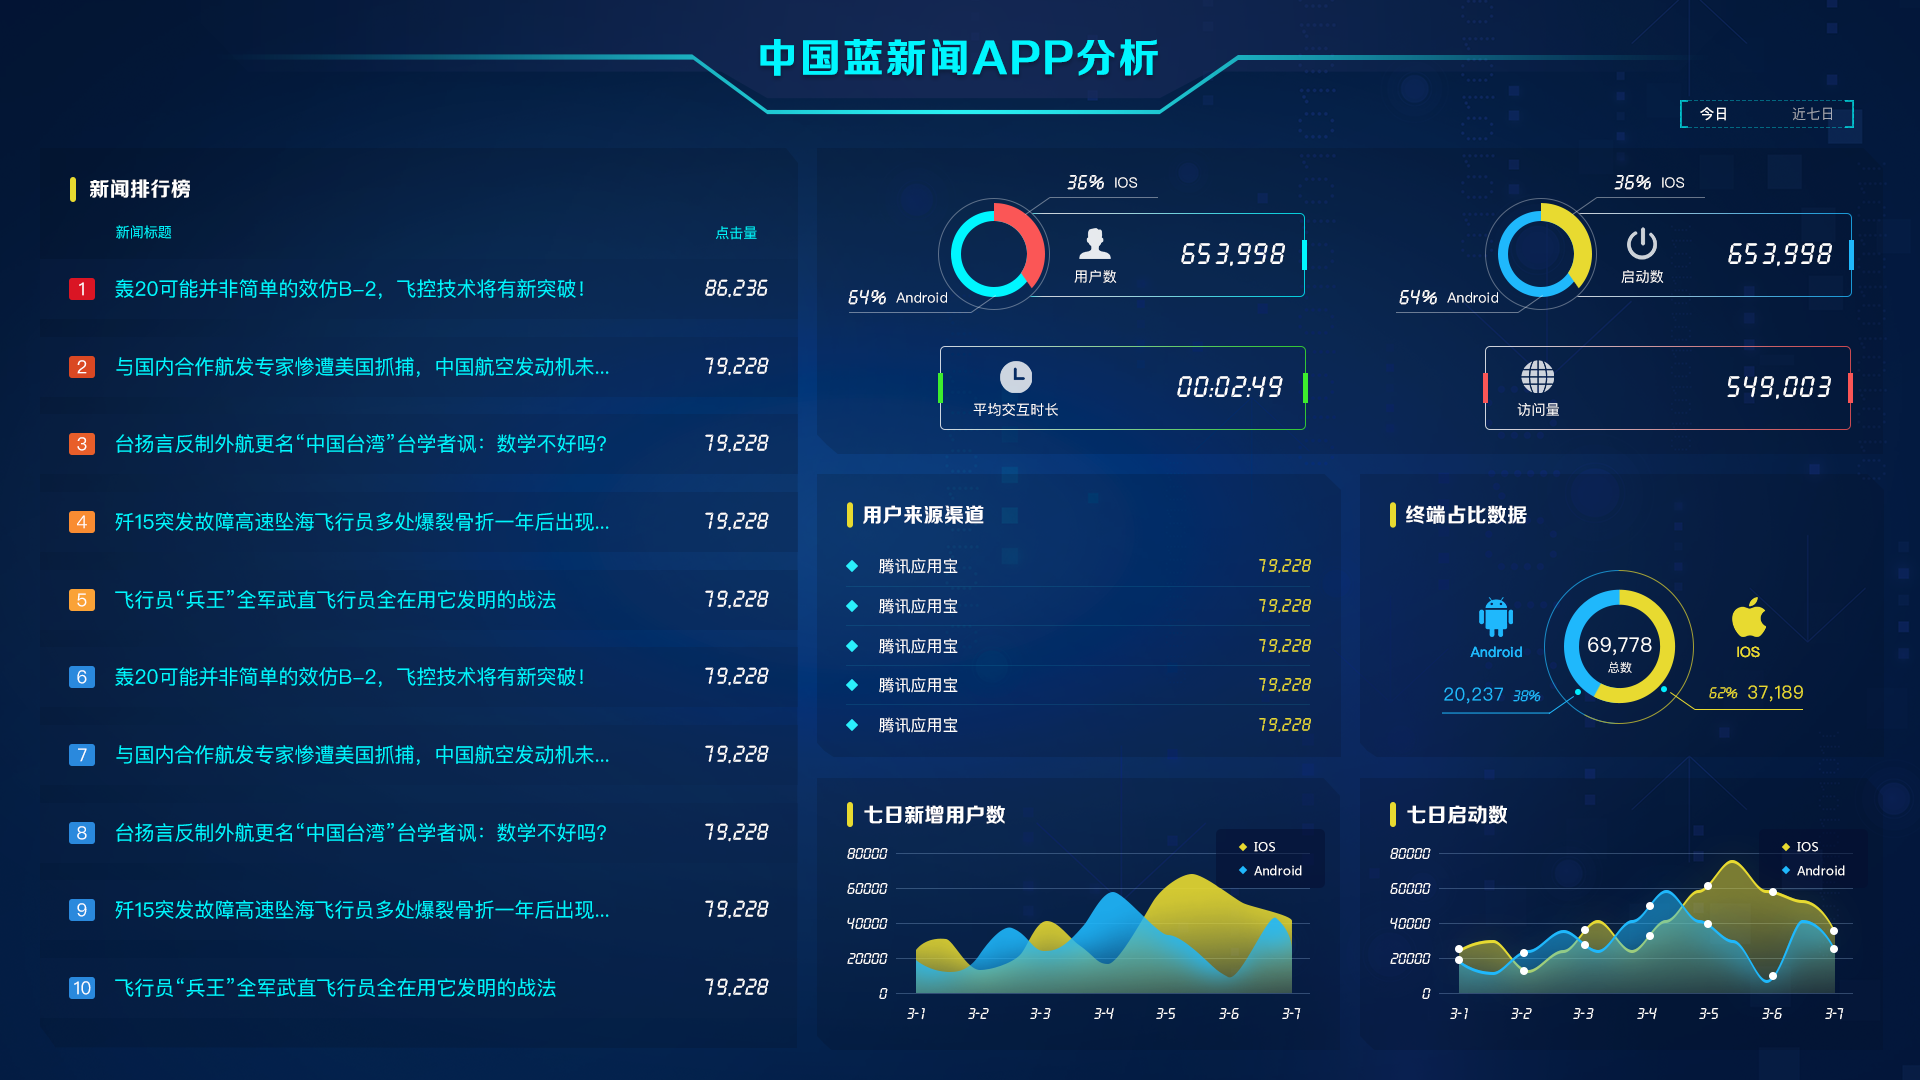 中国蓝新闻APP分析
今日 近七日
新闻排行榜
新闻标题 点击量
1 轰20可能并非简单的效仿B-2，飞控技术将有新突破！ 86,236
2 与国内合作航发专家惨遭美国抓捕，中国航空发动机未... 79,228
3 台扬言反制外航更名“中国台湾”台学者讽：数学不好吗？ 79,228
4 歼15突发故障高速坠海飞行员多处爆裂骨折一年后出现... 79,228
5 飞行员“兵王”全军武直飞行员全在用它发明的战法 79,228
6 轰20可能并非简单的效仿B-2，飞控技术将有新突破！ 79,228
7 与国内合作航发专家惨遭美国抓捕，中国航空发动机未... 79,228
8 台扬言反制外航更名“中国台湾”台学者讽：数学不好吗？ 79,228
9 歼15突发故障高速坠海飞行员多处爆裂骨折一年后出现... 79,228
10 飞行员“兵王”全军武直飞行员全在用它发明的战法 79,228
36% IOS
用户数 653,998
64% Android
36% IOS
启动数 653,998
64% Android
平均交互时长 00:02:49
访问量 549,003
用户来源渠道
腾讯应用宝 79,228
腾讯应用宝 79,228
腾讯应用宝 79,228
腾讯应用宝 79,228
腾讯应用宝 79,228
终端占比数据
Android
69,778
总数
IOS
20,237 38%
62% 37,189
七日新增用户数
IOS
Android
80000
60000
40000
20000
0
3-1 3-2 3-3 3-4 3-5 3-6 3-7
七日启动数
IOS
Android
80000
60000
40000
20000
0
3-1 3-2 3-3 3-4 3-5 3-6 3-7